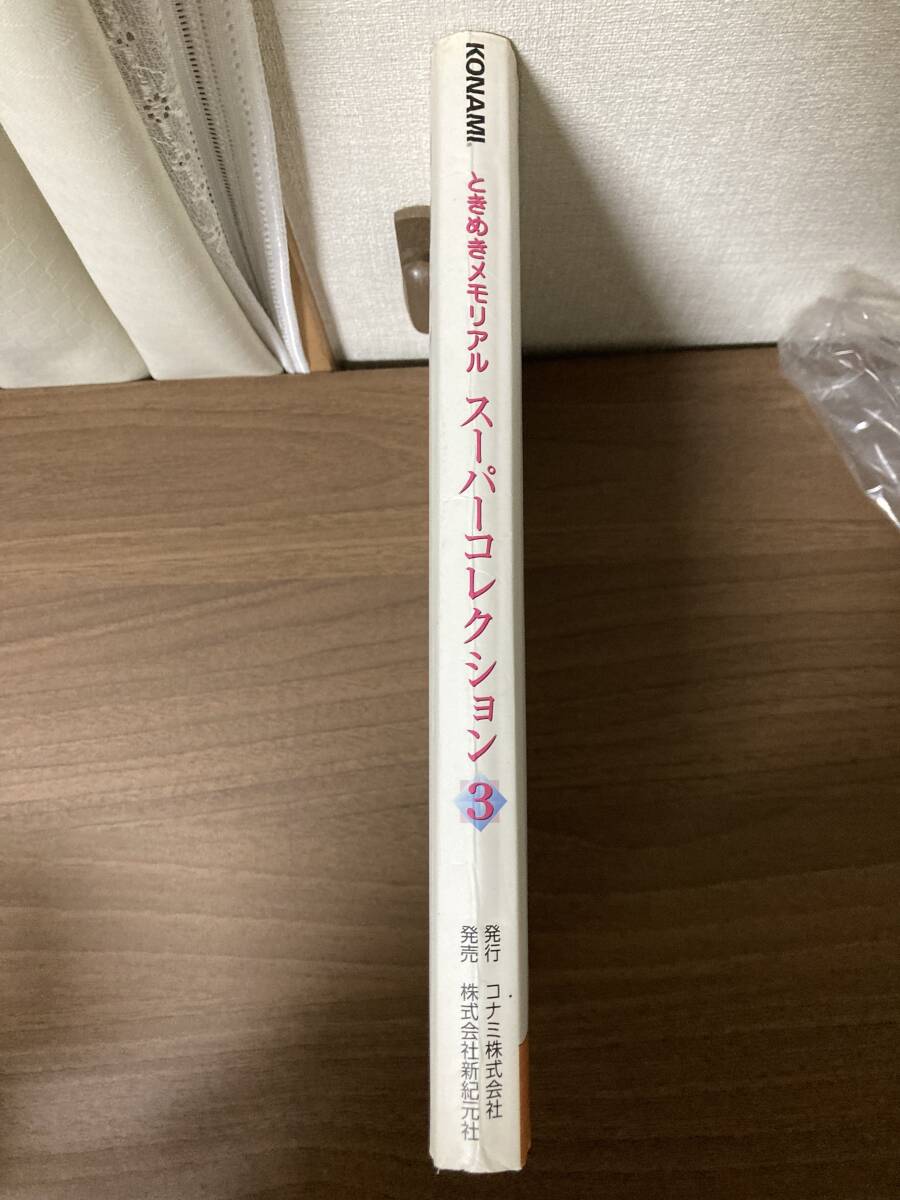 KONAMI
ときめきメモリアル
スーパーコレクション
3
発行 コナミ株式会社
発売 株式会社新紀元社